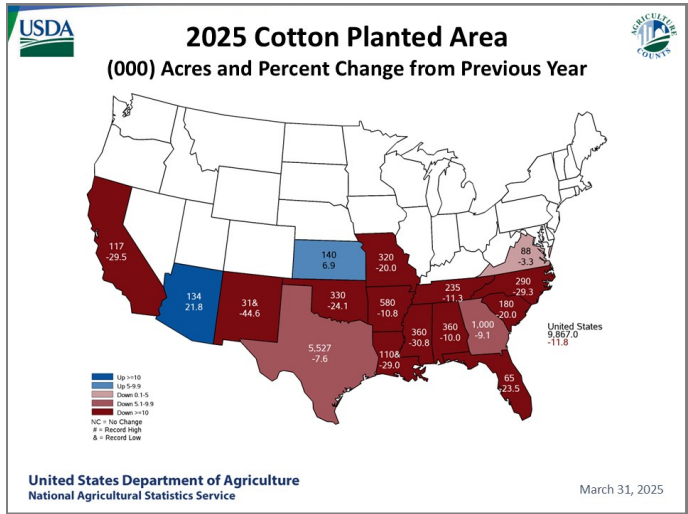 USDA
2025 Cotton Planted Area
(000) Acres and Percent Change from Previous Year
AGRICULTURE
COUNTS
117
-29.5
134
21.8
31&
-44.6
140
6.9
330
-24.1
5,527
-7.6
320
-20.0
580
-10.8
110&
-29.0
360
-30.8
360
-10.0
235
-11.3
88
-3.3
290
-29.3
180
-20.0
1,000
-9.1
65
-23.5
United States
9,867.0
-11.8
Up >=10
Up 5-9.9
Down 0.1-5
Down 5.1-9.9
Down >=10
NC = No Change
# = Record High
& = Record Low
United States Department of Agriculture
National Agricultural Statistics Service
March 31, 2025